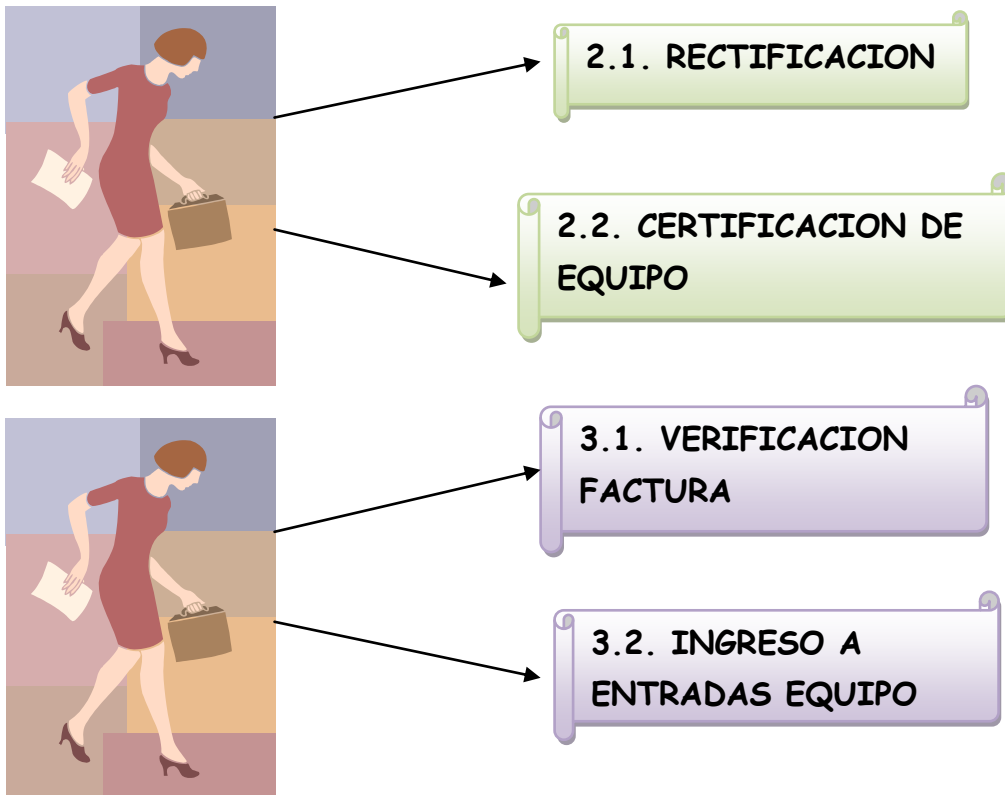 2.1. RECTIFICACION
2.2. CERTIFICACION DE
EQUIPO
3.1. VERIFICACION
FACTURA
3.2. INGRESO A
ENTRADAS EQUIPO